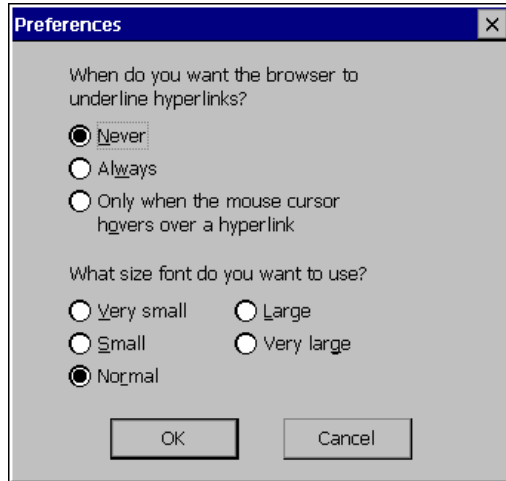 Preferences
When do you want the browser to
underline hyperlinks?
Never
Always
Only when the mouse cursor
hovers over a hyperlink
What size font do you want to use?
Very small
Large
Small
Very large
Normal
OK
Cancel